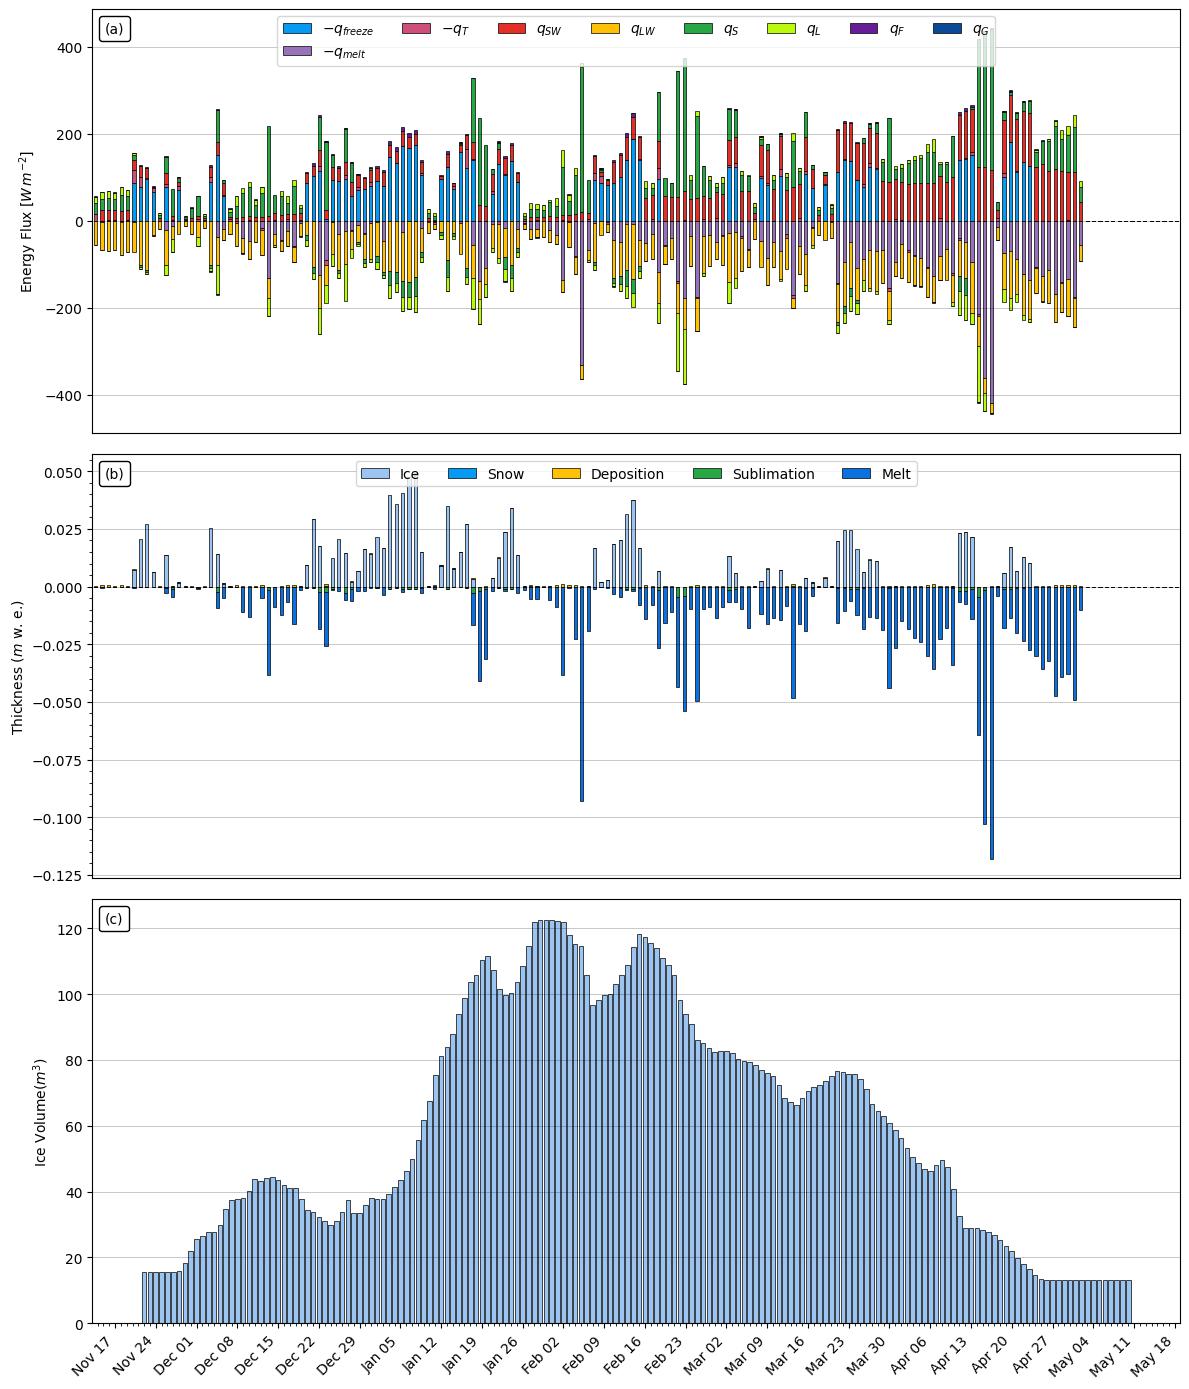 (a)
−q_freeze −q_T q_SW q_LW q_S q_L q_F q_G
−q_melt
Energy Flux [W m⁻²]
400
200
0
−200
−400
(b)
Ice Snow Deposition Sublimation Melt
Thickness (m w. e.)
0.050
0.025
0.000
−0.025
−0.050
−0.075
−0.100
−0.125
(c)
Ice Volume(m³)
120
100
80
60
40
20
0
Nov 17 Nov 24 Dec 01 Dec 08 Dec 15 Dec 22 Dec 29 Jan 05 Jan 12 Jan 19 Jan 26 Feb 02 Feb 09 Feb 16 Feb 23 Mar 02 Mar 09 Mar 16 Mar 23 Mar 30 Apr 06 Apr 13 Apr 20 Apr 27 May 04 May 11 May 18